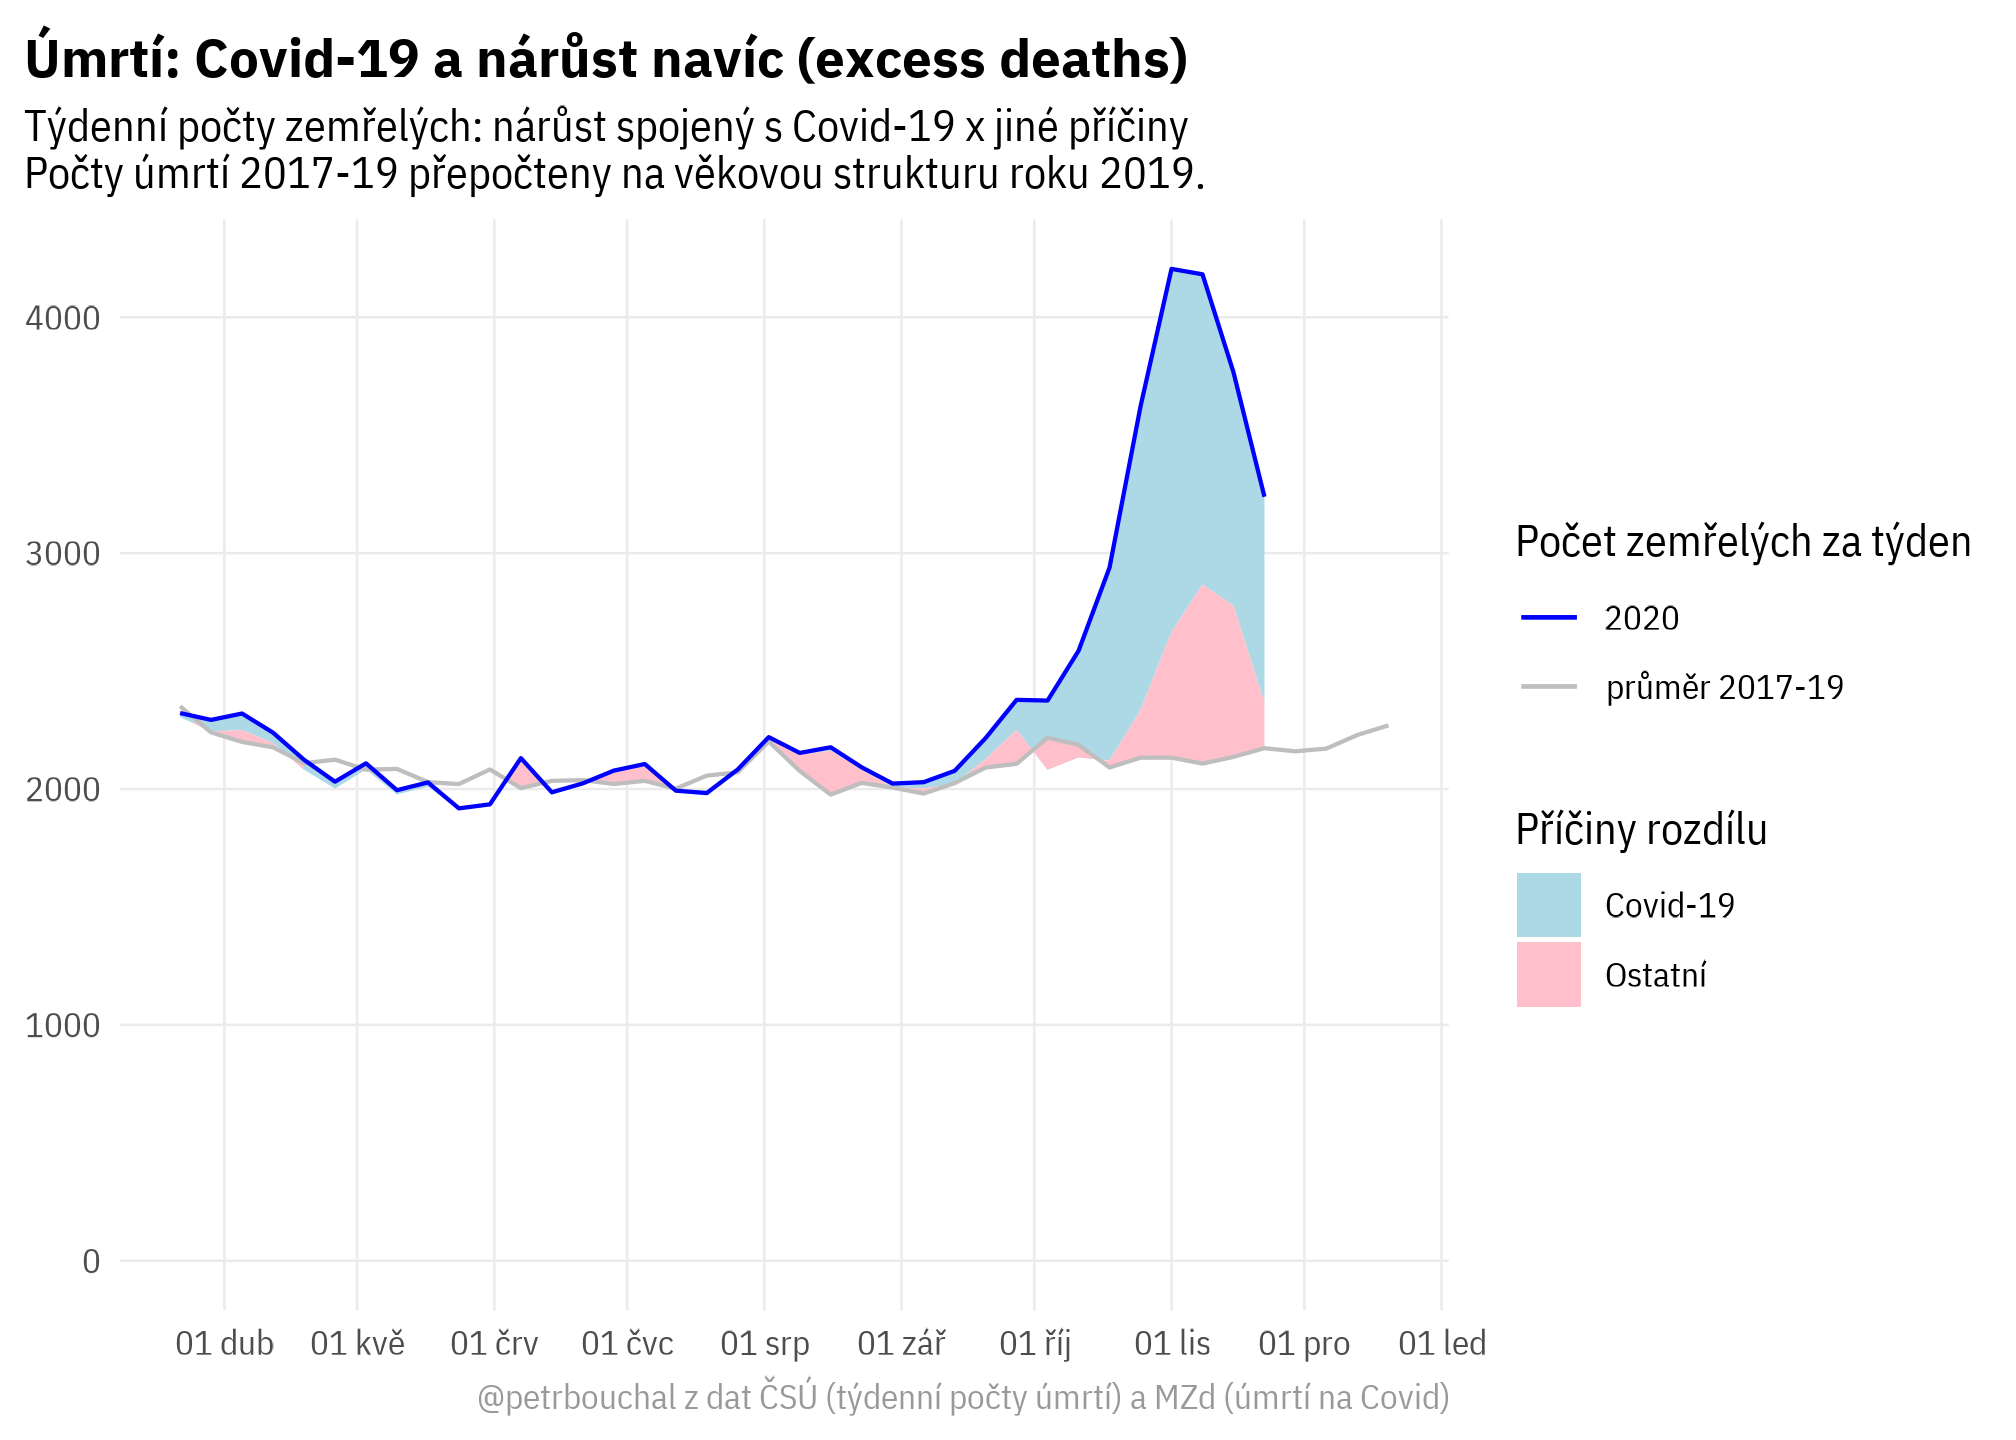 Úmrtí: Covid-19 a nárůst navíc (excess deaths)
Týdenní počty zemřelých: nárůst spojený s Covid-19 x jiné příčiny
Počty úmrtí 2017-19 přepočteny na věkovou strukturu roku 2019.
4000
3000
2000
1000
0
01 dub
01 kvě
01 črv
01 čvc
01 srp
01 zář
01 říj
01 lis
01 pro
01 led
Počet zemřelých za týden
2020
průměr 2017-19
Příčiny rozdílu
Covid-19
Ostatní
@petrbouchal z dat ČSÚ (týdenní počty úmrtí) a MZd (úmrtí na Covid)